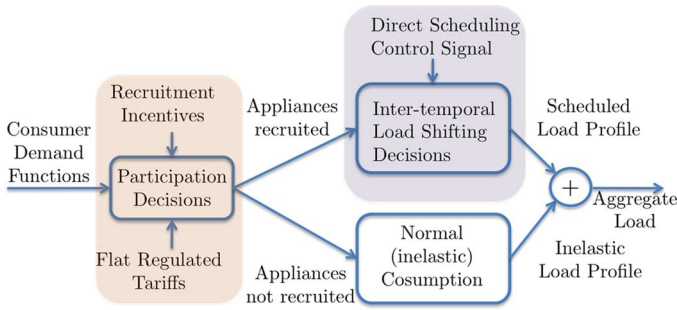 Consumer
Demand
Functions
Recruitment
Incentives
Participation
Decisions
Flat Regulated
Tariffs
Appliances
recruited
Appliances
not recruited
Direct Scheduling
Control Signal
Inter-temporal
Load Shifting
Decisions
Normal
(inelastic)
Cosumption
Scheduled
Load Profile
+
Aggregate
Load
Inelastic
Load Profile